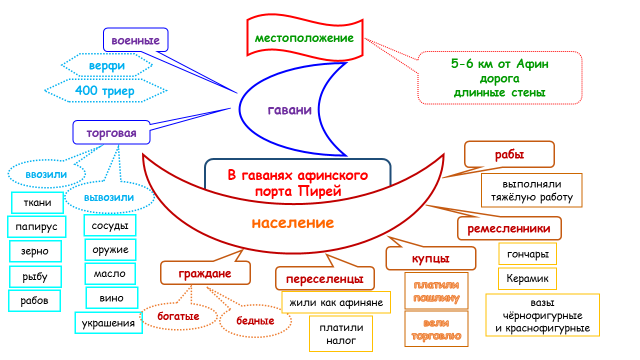 военные
верфи
400 триер
местоположение
5-6 км от Афин
дорога
длинные стены
гавани
торговая
ввозили
ткани
папирус
зерно
рыбу
рабов
вывозили
сосуды
оружие
масло
вино
украшения
В гаванях афинского
порта Пирей
население
граждане
богатые
бедные
переселенцы
жили как афиняне
платили
налог
купцы
платили
пошлину
вели
торговлю
рабы
выполняли
тяжёлую работу
ремесленники
гончары
Керамик
вазы
чёрнофигурные
и краснофигурные